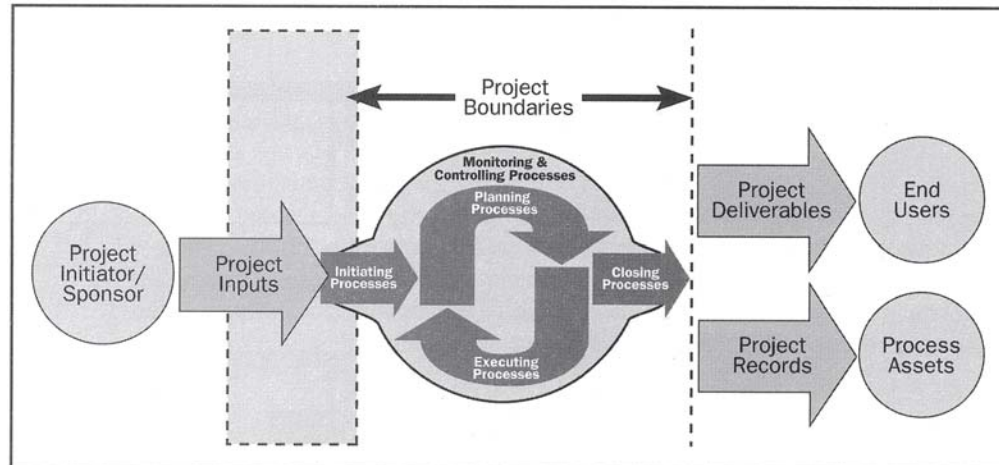 Project
Boundaries
Monitoring &
Controlling Processes
Planning
Processes
Project
Initiator/
Sponsor
Project
Inputs
Initiating
Processes
Closing
Processes
Executing
Processes
Project
Deliverables
End
Users
Project
Records
Process
Assets